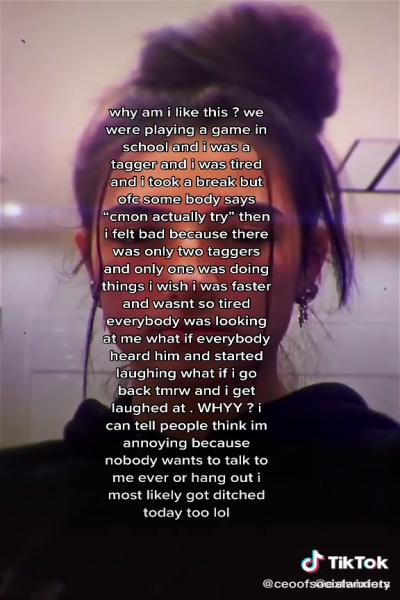 why am i like this ? we
were playing a game in
school and i was a
tagger and i was tired
and i took a break but
ofc some body says
“cmon actually try” then
i felt bad because there
was only two taggers
and only one was doing
things i wish i was faster
and wasnt so tired
everybody was looking
at me what if everybody
heard him and started
laughing what if i go
back tmrw and i get
laughed at . WHYY ? i
can tell people think im
annoying because
nobody wants to talk to
me ever or hang out i
most likely got ditched
today too lol
TikTok